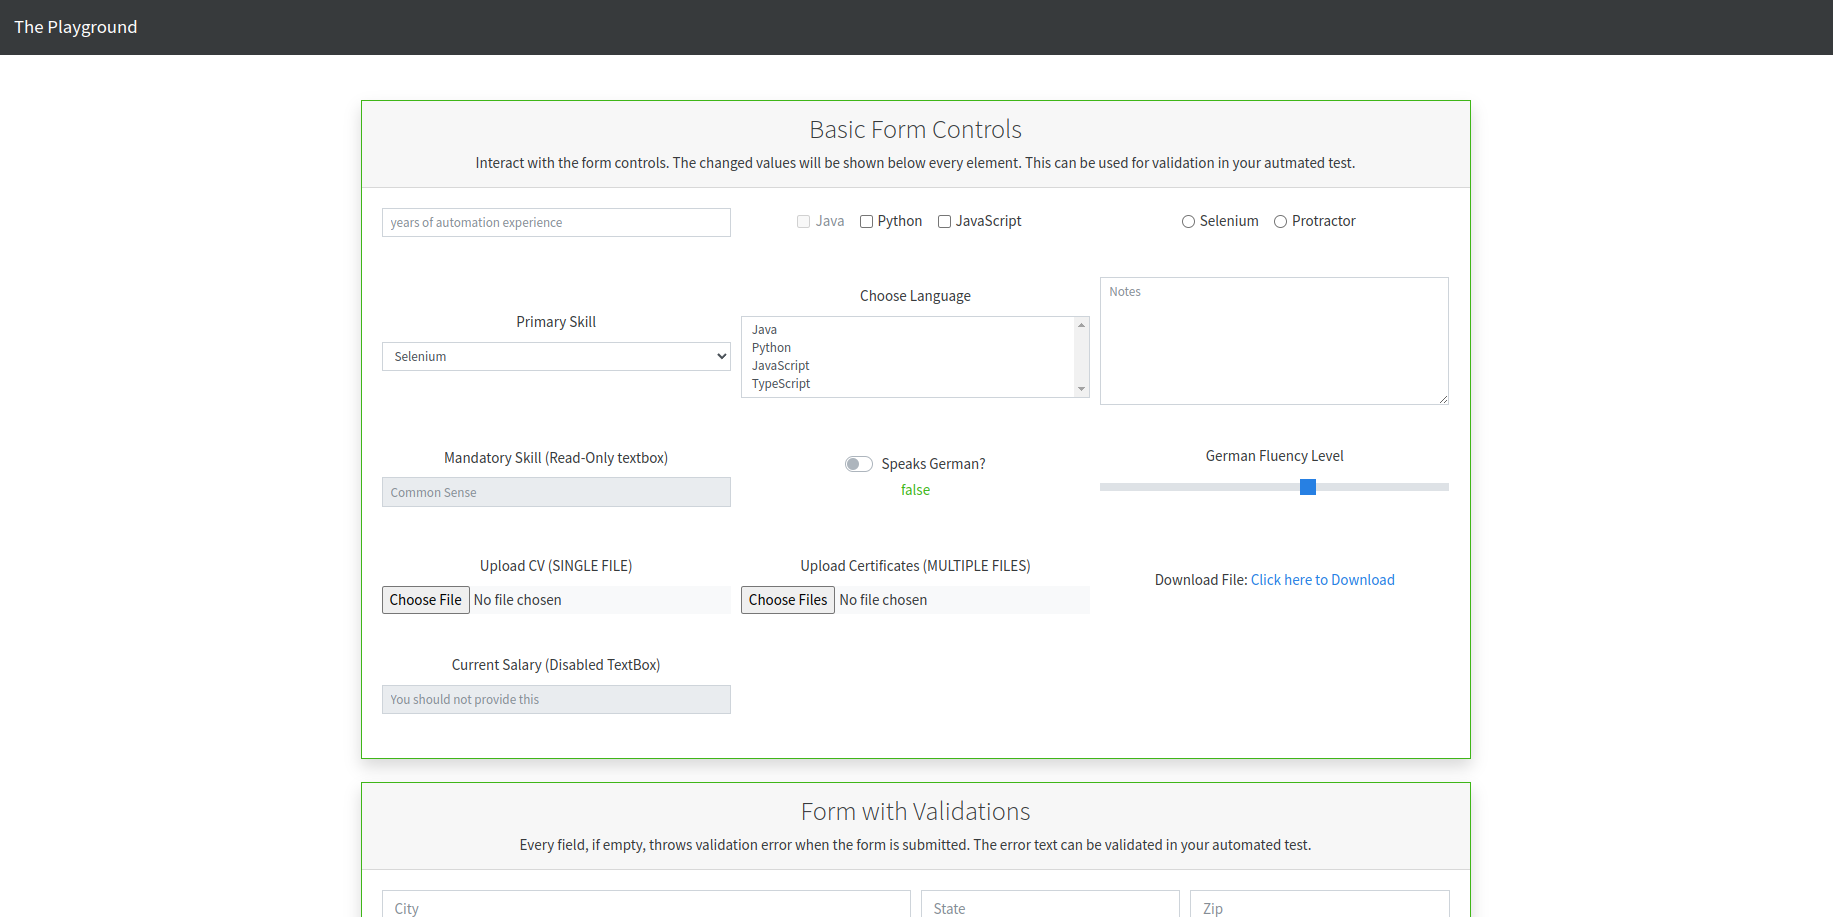 The Playground
Basic Form Controls
Interact with the form controls. The changed values will be shown below every element. This can be used for validation in your autmated test.
years of automation experience
Java Python JavaScript
Selenium Protractor
Primary Skill
Selenium
Choose Language
Java
Python
JavaScript
TypeScript
Notes
Mandatory Skill (Read-Only textbox)
Common Sense
Speaks German?
false
German Fluency Level
Upload CV (SINGLE FILE)
Choose File No file chosen
Upload Certificates (MULTIPLE FILES)
Choose Files No file chosen
Download File: Click here to Download
Current Salary (Disabled TextBox)
You should not provide this
Form with Validations
Every field, if empty, throws validation error when the form is submitted. The error text can be validated in your automated test.
City
State
Zip